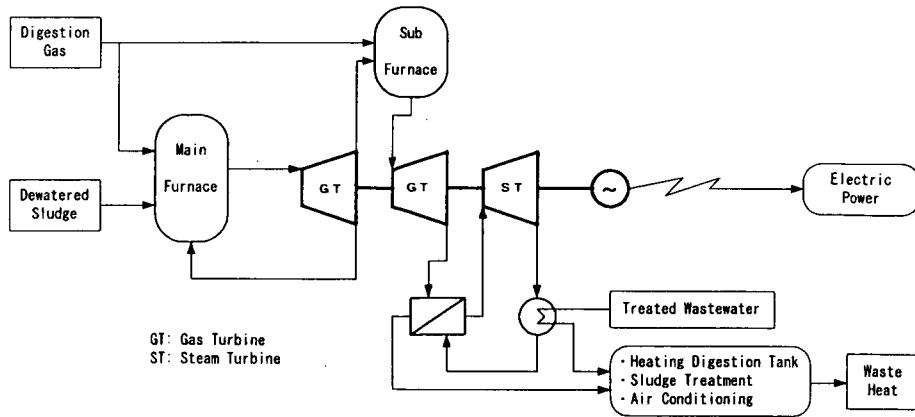 Digestion
Gas
Sub
Furnace
Main
Furnace
Dewatered
Sludge
GT
GT
ST
~
Electric
Power
GT: Gas Turbine
ST: Steam Turbine
Treated Wastewater
・Heating Digestion Tank
・Sludge Treatment
・Air Conditioning
Waste
Heat